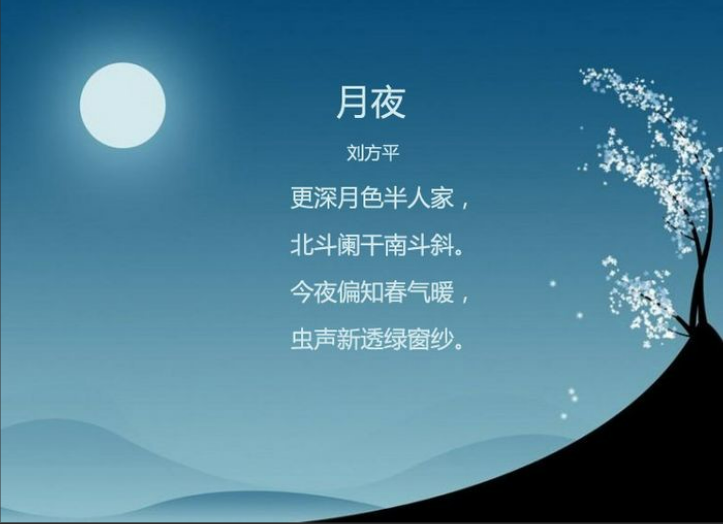 月夜
刘方平
更深月色半人家，
北斗阑干南斗斜。
今夜偏知春气暖，
虫声新透绿窗纱。